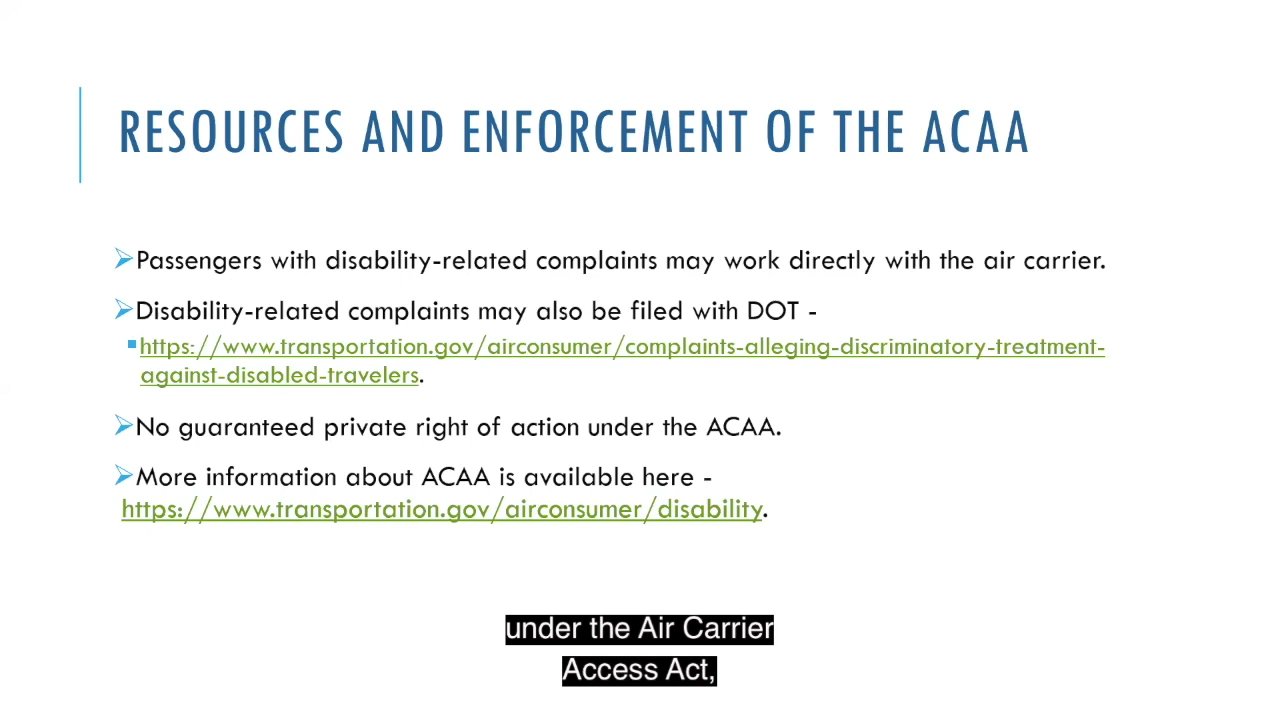 RESOURCES AND ENFORCEMENT OF THE ACAA
➢Passengers with disability-related complaints may work directly with the air carrier.
➢Disability-related complaints may also be filed with DOT -
▪https://www.transportation.gov/airconsumer/complaints-alleging-discriminatory-treatment-
against-disabled-travelers.
➢No guaranteed private right of action under the ACAA.
➢More information about ACAA is available here -
https://www.transportation.gov/airconsumer/disability.
under the Air Carrier
Access Act,